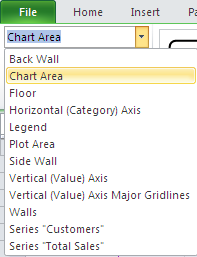 File Home Insert Pa
Chart Area
Back Wall
Chart Area
Floor
Horizontal (Category) Axis
Legend
Plot Area
Side Wall
Vertical (Value) Axis
Vertical (Value) Axis Major Gridlines
Walls
Series "Customers"
Series "Total Sales"